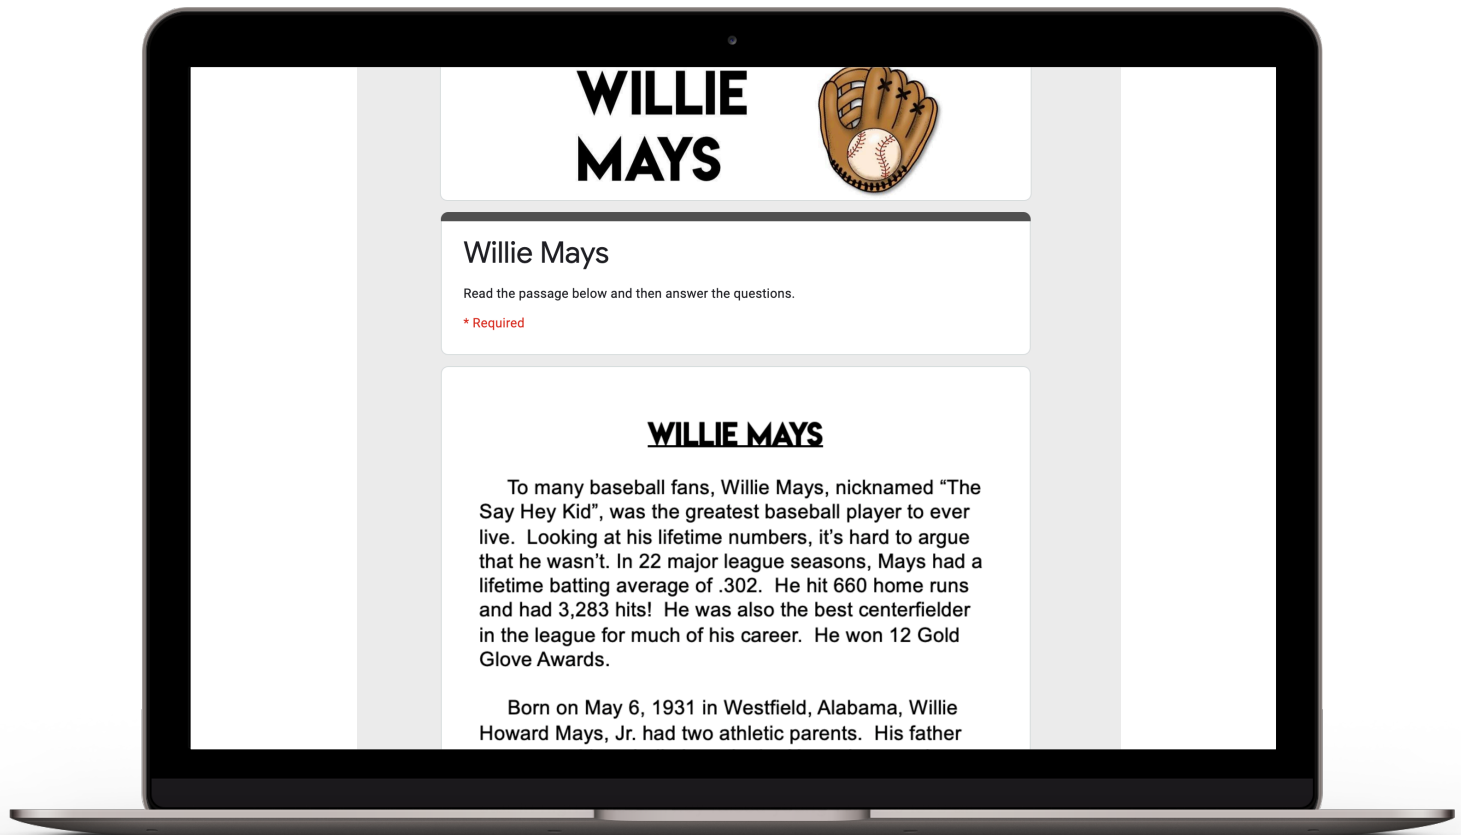 WILLIE
MAYS
Willie Mays
Read the passage below and then answer the questions.
* Required
WILLIE MAYS
To many baseball fans, Willie Mays, nicknamed “The
Say Hey Kid”, was the greatest baseball player to ever
live.  Looking at his lifetime numbers, it’s hard to argue
that he wasn’t. In 22 major league seasons, Mays had a
lifetime batting average of .302.  He hit 660 home runs
and had 3,283 hits!  He was also the best centerfielder
in the league for much of his career.  He won 12 Gold
Glove Awards.
Born on May 6, 1931 in Westfield, Alabama, Willie
Howard Mays, Jr. had two athletic parents.  His father